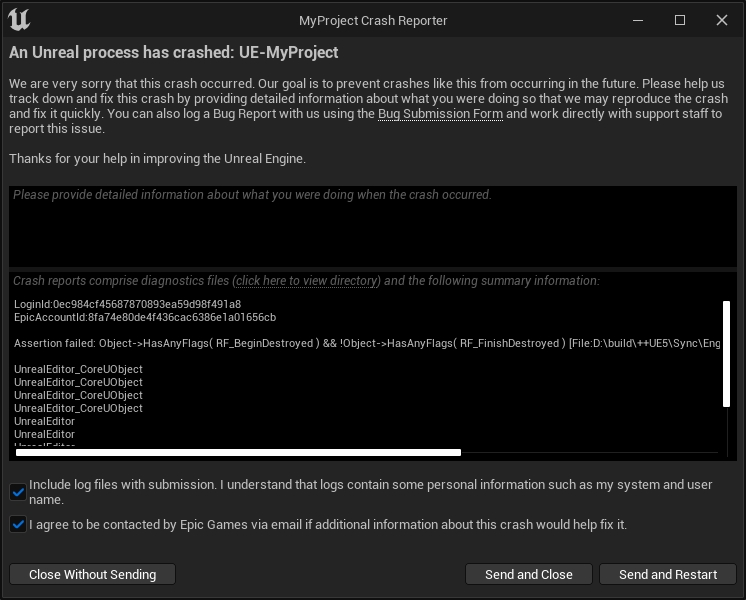 MyProject Crash Reporter
An Unreal process has crashed: UE-MyProject
We are very sorry that this crash occurred. Our goal is to prevent crashes like this from occurring in the future. Please help us
track down and fix this crash by providing detailed information about what you were doing so that we may reproduce the crash
and fix it quickly. You can also log a Bug Report with us using the Bug Submission Form and work directly with support staff to
report this issue.
Thanks for your help in improving the Unreal Engine.
Please provide detailed information about what you were doing when the crash occurred.
Crash reports comprise diagnostics files (click here to view directory) and the following summary information:
LoginId:0ec984cf45687870893ea59d98f491a8
EpicAccountId:8fa74e80de4f436cac6386e1a01656cb
Assertion failed: Object->HasAnyFlags( RF_BeginDestroyed ) && !Object->HasAnyFlags( RF_FinishDestroyed ) [File:D:\build\++UE5\Sync\Eng
UnrealEditor_CoreUObject
UnrealEditor_CoreUObject
UnrealEditor_CoreUObject
UnrealEditor_CoreUObject
UnrealEditor
UnrealEditor
UnrealEditor
Include log files with submission. I understand that logs contain some personal information such as my system and user
name.
I agree to be contacted by Epic Games via email if additional information about this crash would help fix it.
Close Without Sending
Send and Close
Send and Restart